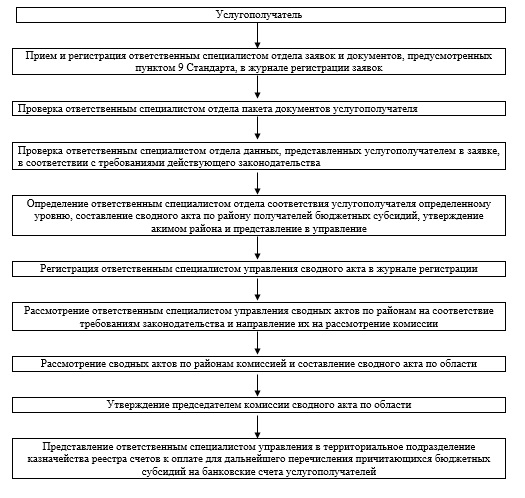 Услугополучатель
Прием и регистрация ответственным специалистом отдела заявок и документов, предусмотренных
пунктом 9 Стандарта, в журнале регистрации заявок
Проверка ответственным специалистом отдела пакета документов услугополучателя
Проверка ответственным специалистом отдела данных, представленных услугополучателем в заявке,
в соответствии с требованиями действующего законодательства
Определение ответственным специалистом отдела соответствия услугополучателя определенному
уровню, составление сводного акта по району получателей бюджетных субсидий, утверждение
акимом района и представление в управление
Регистрация ответственным специалистом управления сводного акта в журнале регистрации
Рассмотрение ответственным специалистом управления сводных актов по районам на соответствие
требованиям законодательства и направление их на рассмотрение комиссии
Рассмотрение сводных актов по районам комиссией и составление сводного акта по области
Утверждение председателем комиссии сводного акта по области
Представление ответственным специалистом управления в территориальное подразделение
казначейства реестра счетов к оплате для дальнейшего перечисления причитающихся бюджетных
субсидий на банковские счета услугополучателей